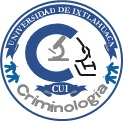 UNIVERSIDAD DE IXTLAHUACA
CUI
Criminología